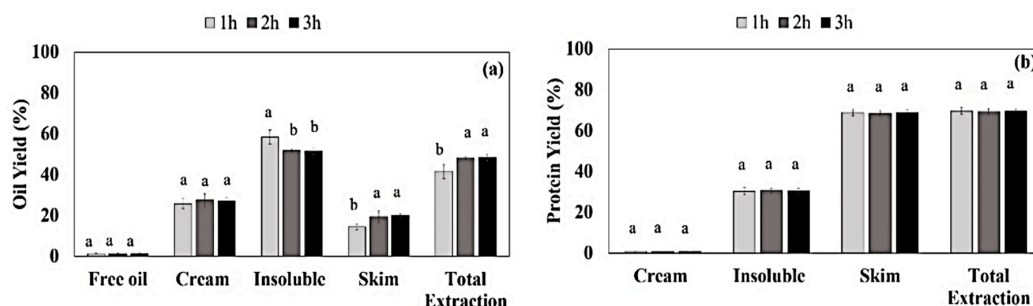 1h 2h 3h
(a)
Oil Yield (%)
100
80
60
40
20
0
a a a
a a a
a b b
b a a
b a a
Free oil Cream Insoluble Skim Total Extraction
1h 2h 3h
(b)
Protein Yield (%)
100
80
60
40
20
0
a a a
a a a
a a a
a a a
Cream Insoluble Skim Total Extraction